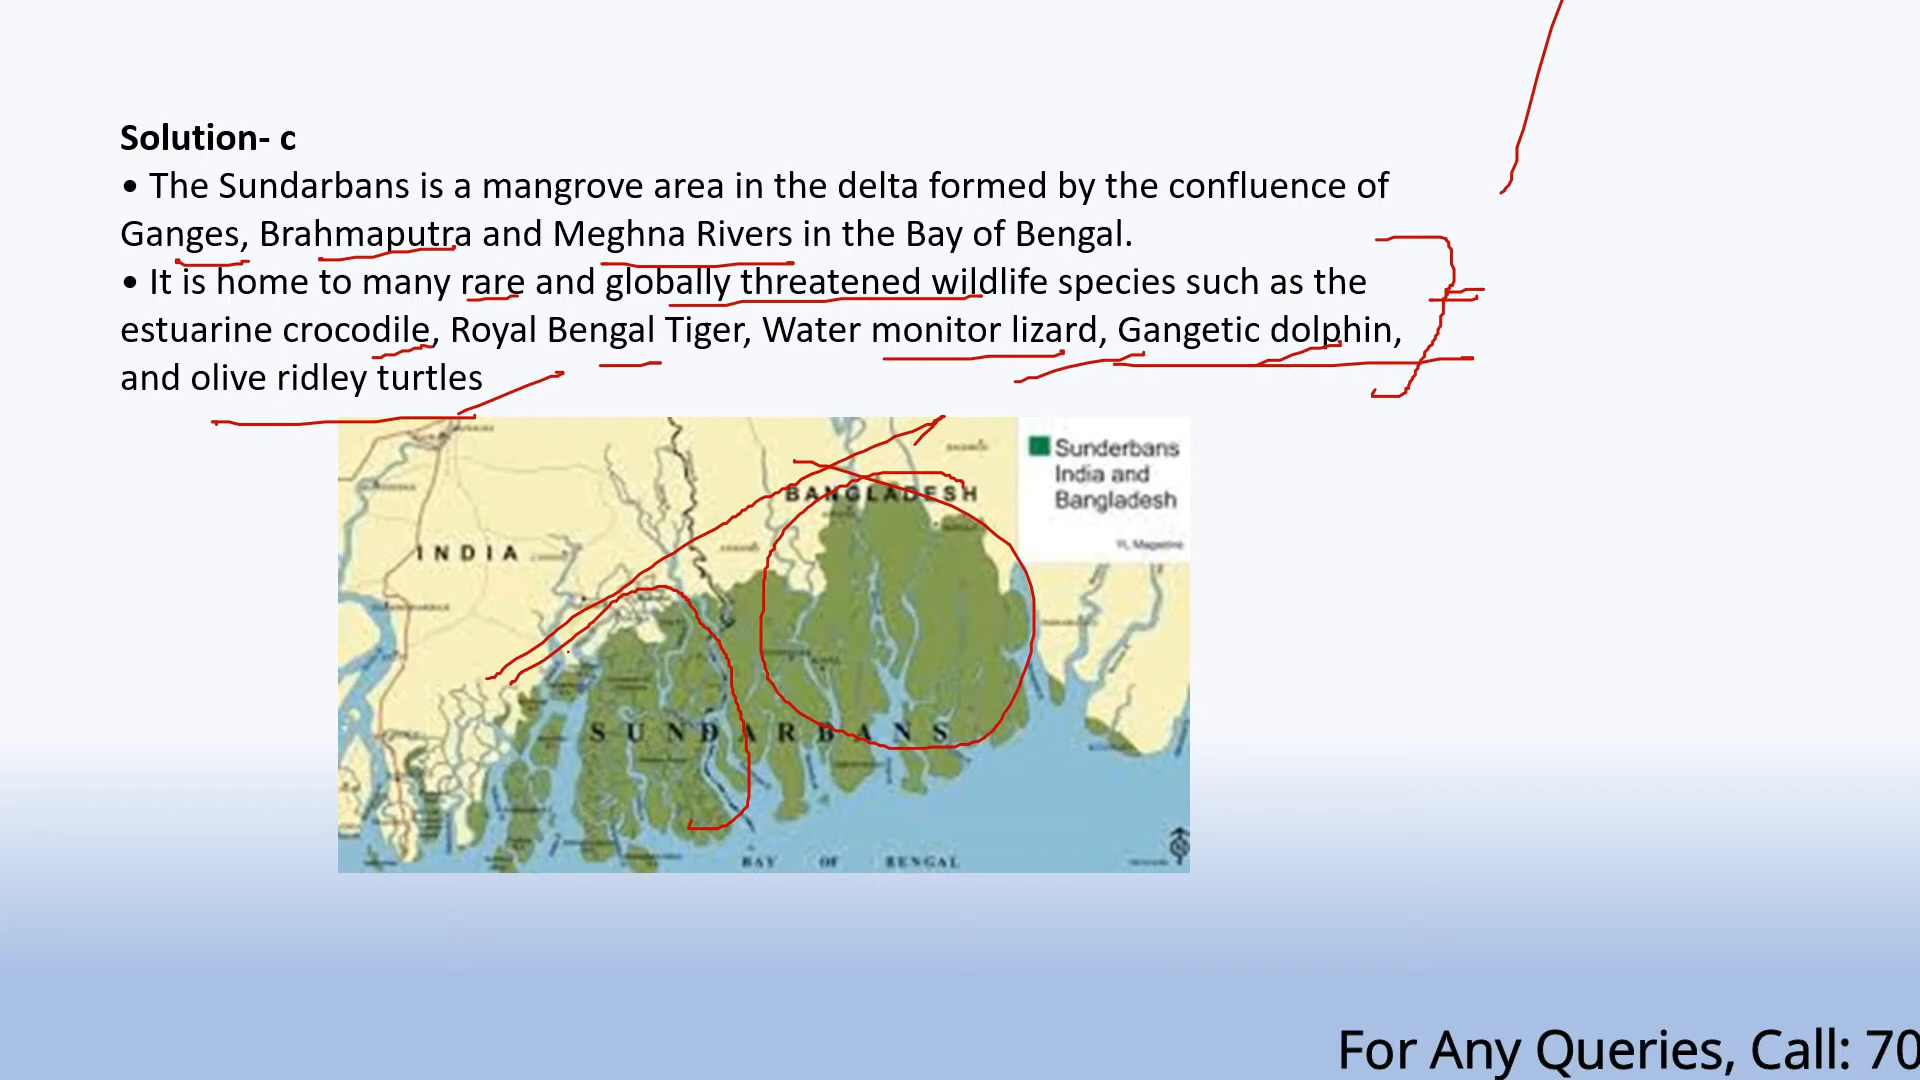 Solution- c
• The Sundarbans is a mangrove area in the delta formed by the confluence of
Ganges, Brahmaputra and Meghna Rivers in the Bay of Bengal.
• It is home to many rare and globally threatened wildlife species such as the
estuarine crocodile, Royal Bengal Tiger, Water monitor lizard, Gangetic dolphin,
and olive ridley turtles
Sunderbans
India and
Bangladesh
BANGLADESH
INDIA
SUNDARBANS
BAY OF BENGAL
For Any Queries, Call: 70